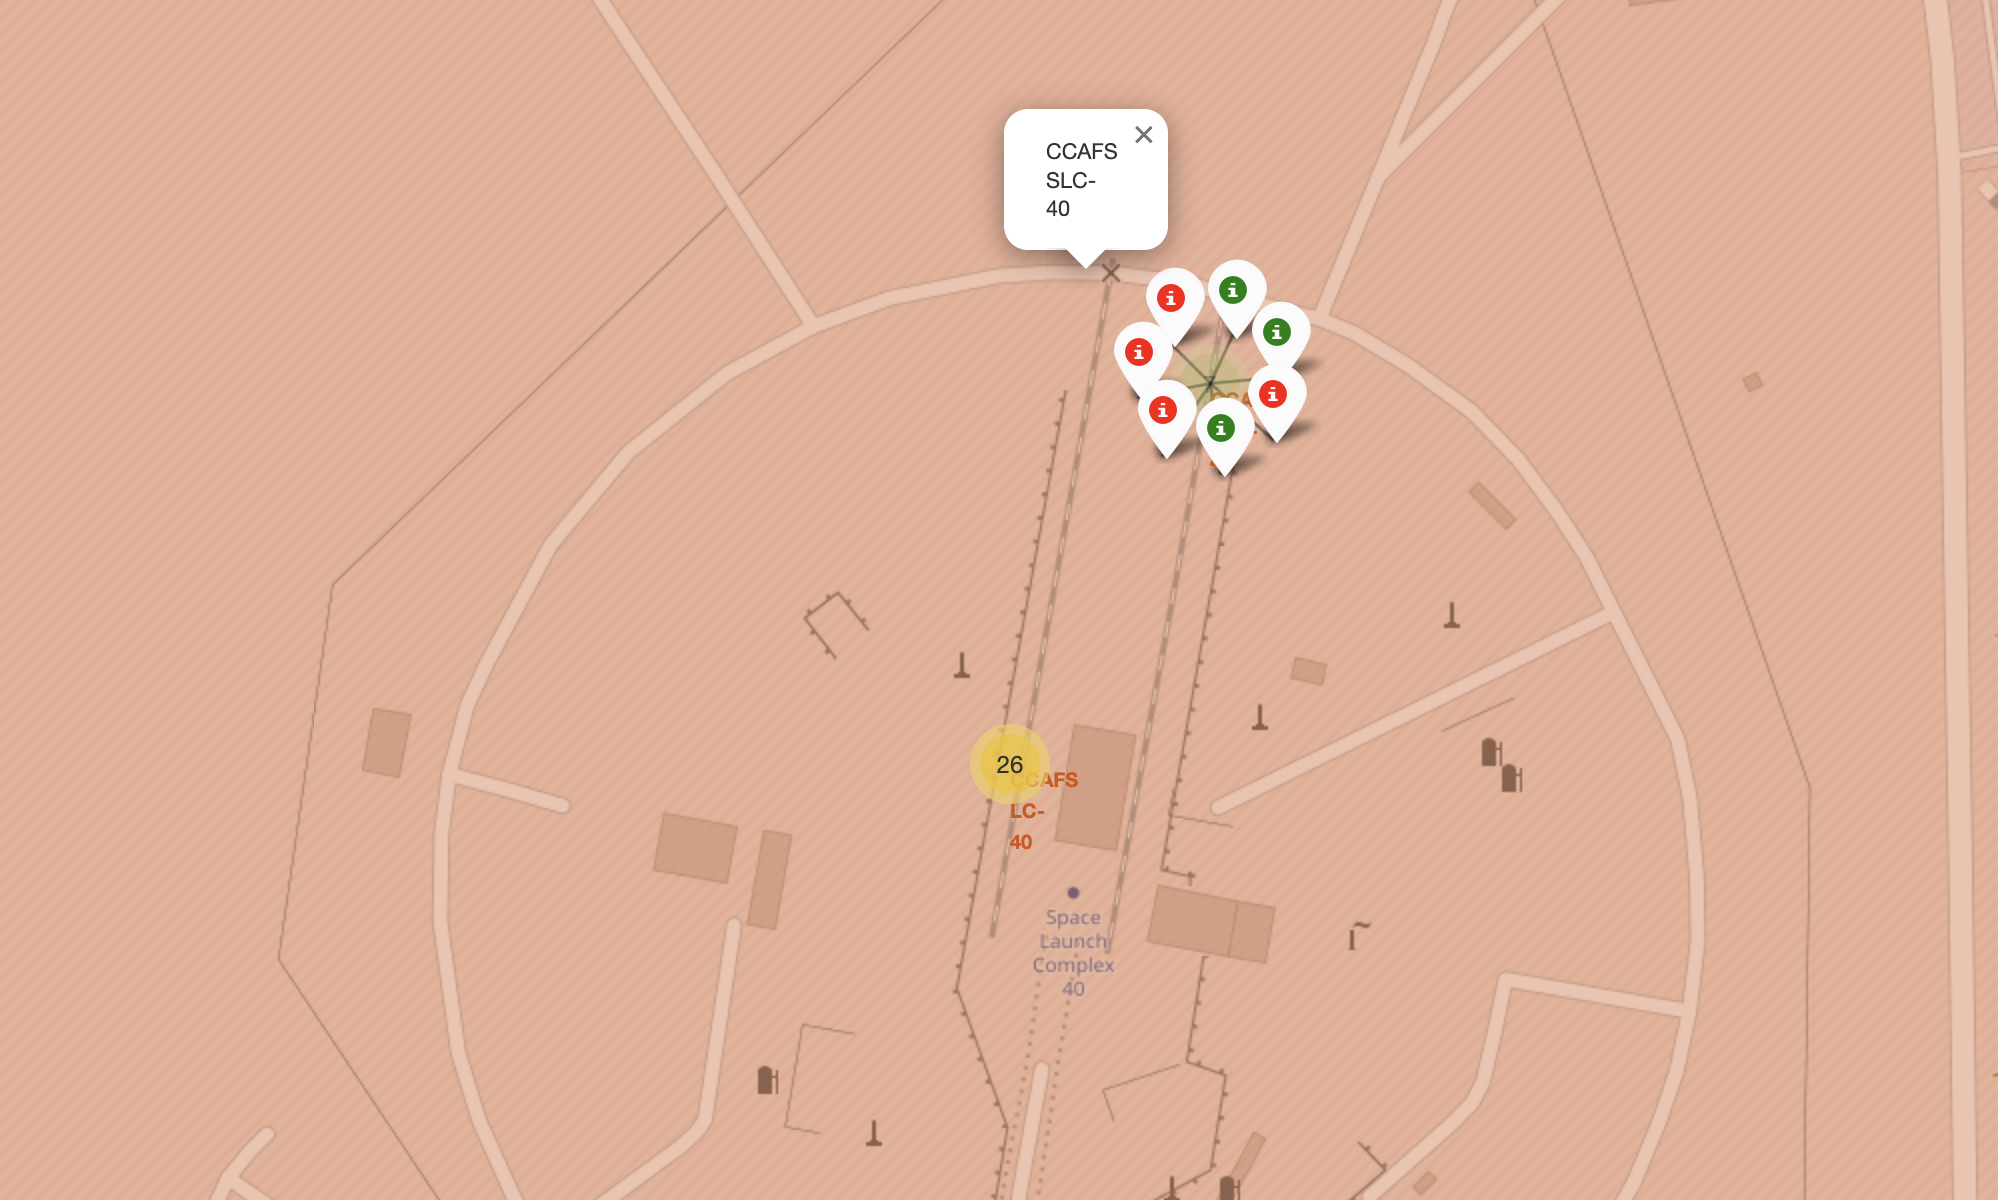 CCAFS
SLC-
40
26
CCAFS
LC-
40
Space
Launch
Complex
40